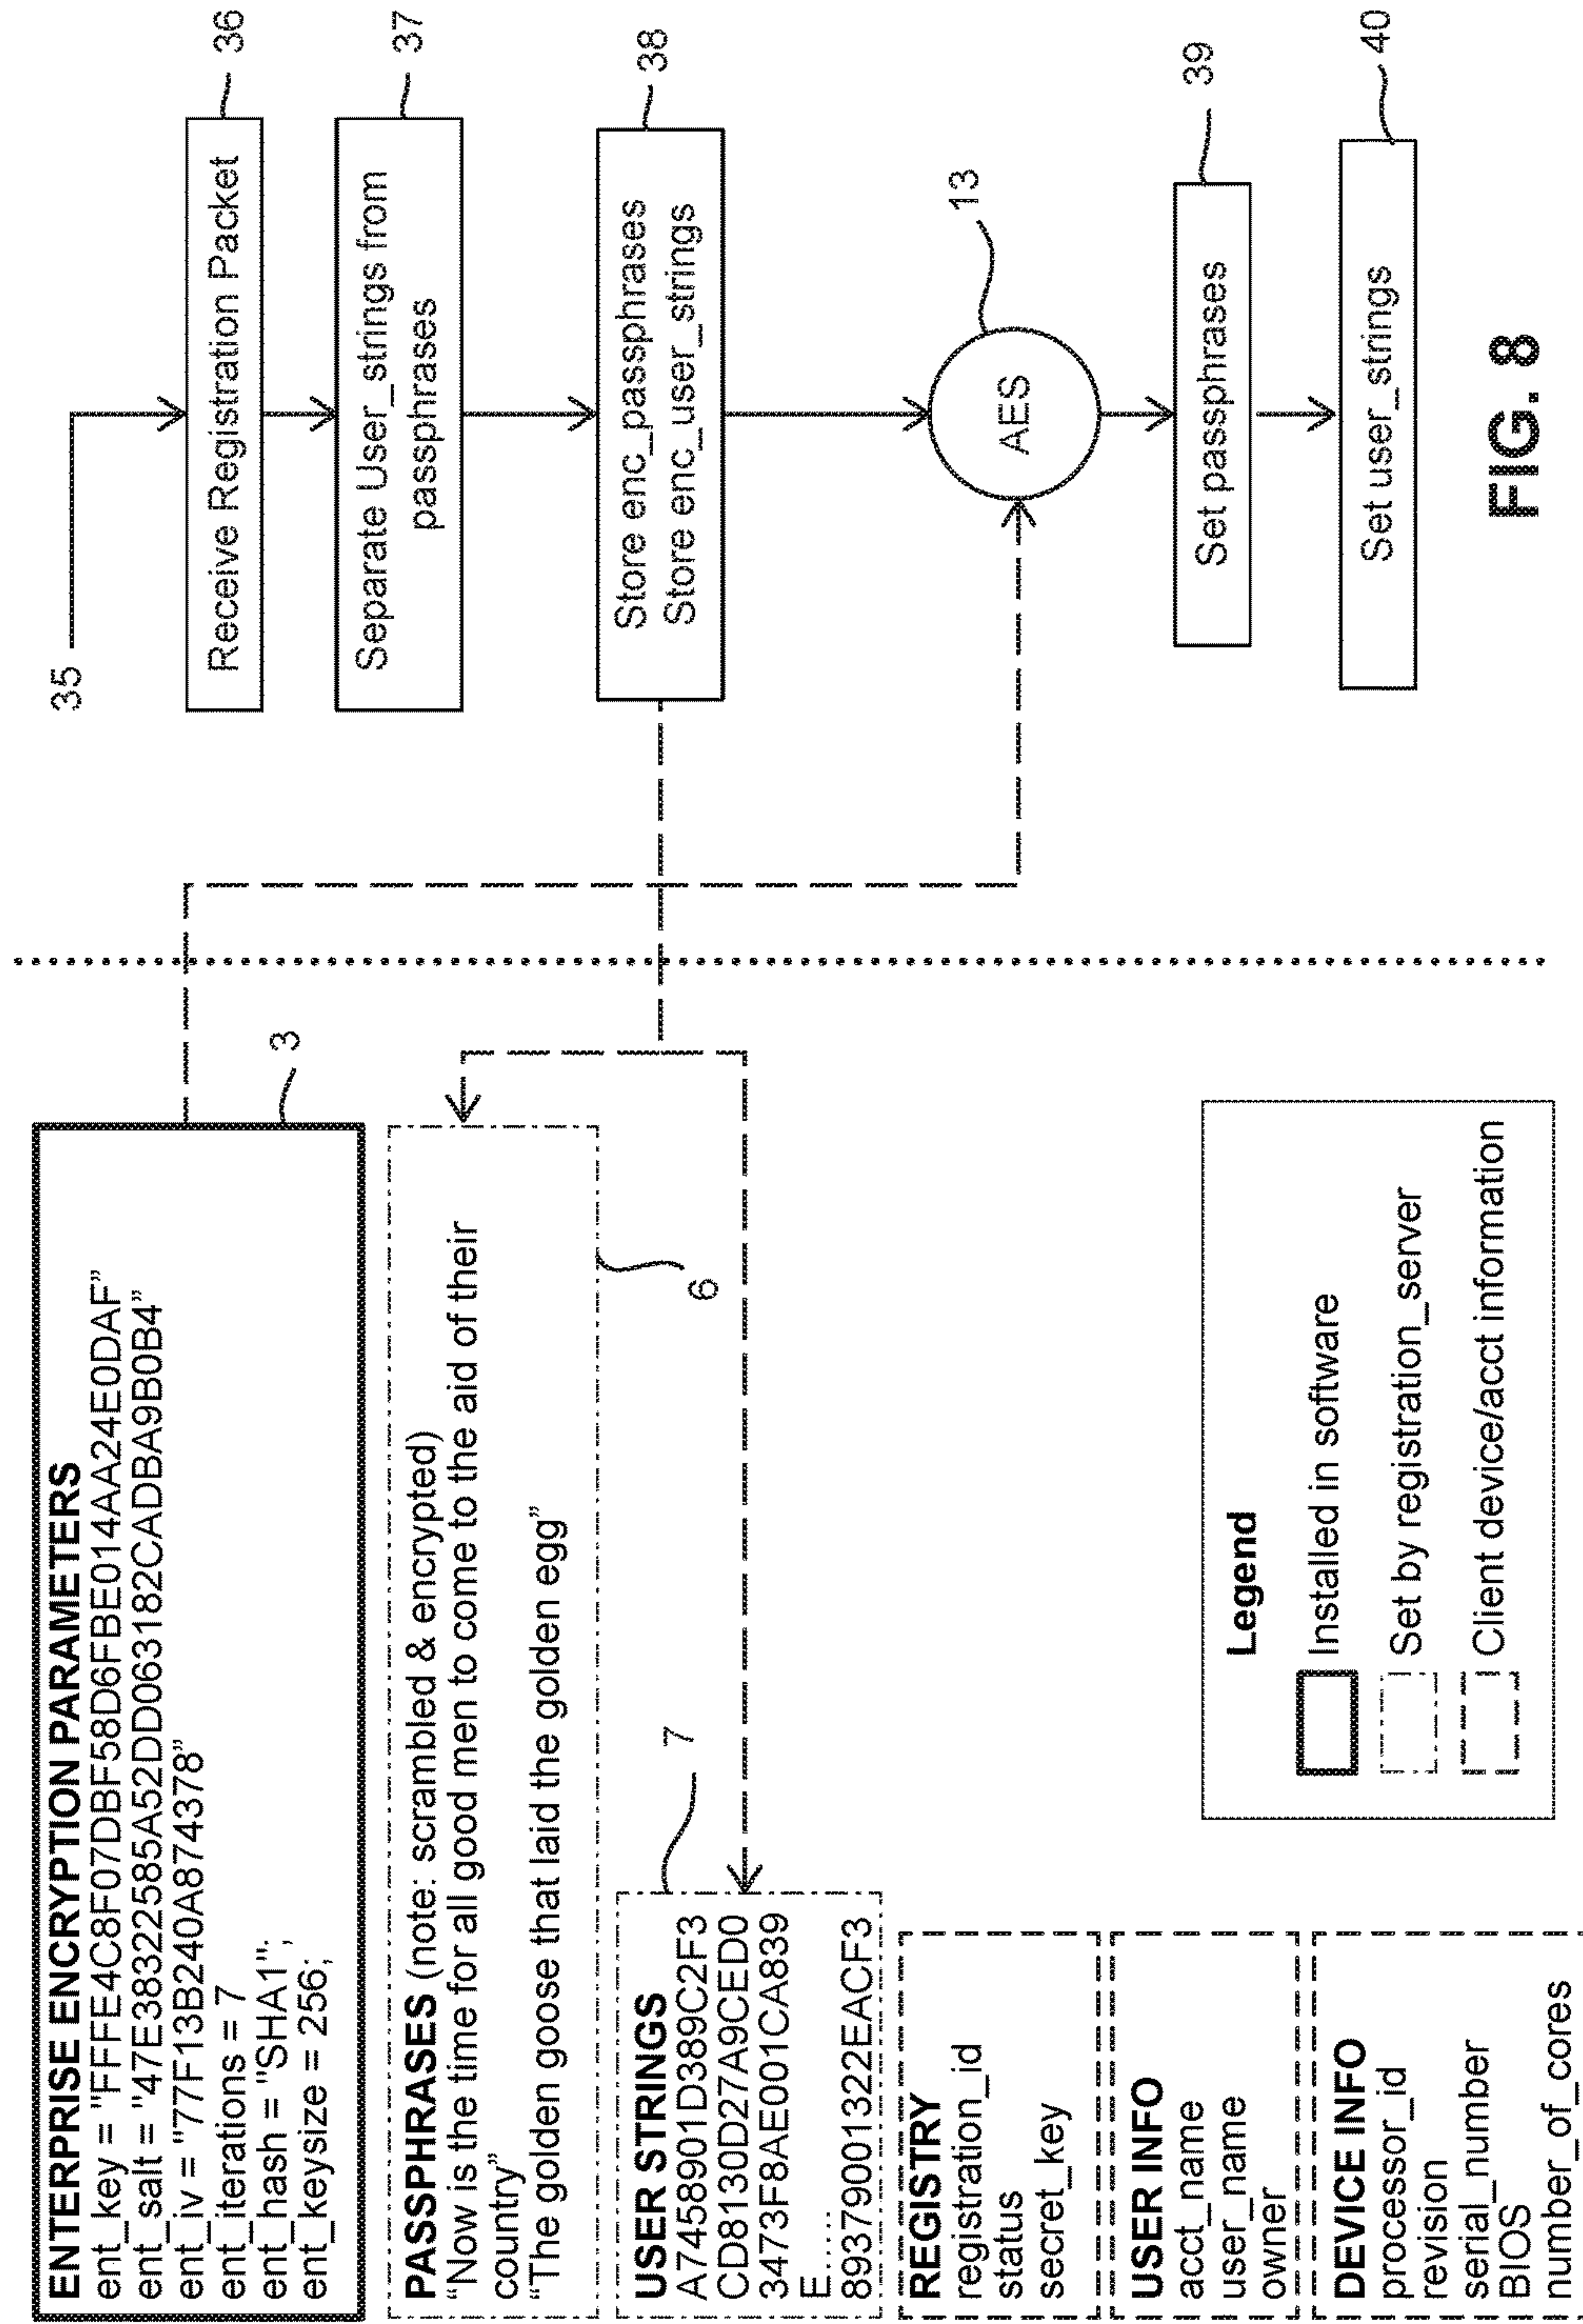 ENTERPRISE ENCRYPTION PARAMETERS
ent_key = "FFFE4C8F07DBF58D6FBE014AA24E0DAF”
ent_salt = "47E38322585A52DD063182CADBA9B0B4”
ent_iv = "77F13B240A874378”
ent_iterations = 7
ent_hash = "SHA1";
ent_keysize = 256;
3
PASSPHRASES (note: scrambled & encrypted)
“Now is the time for all good men to come to the aid of their
country”
“The golden goose that laid the golden egg”
6
USER STRINGS
A7458901D389C2F3
CD8130D27A9CED0
3473F8AE001CA839
E.....
89379001322EACF3
7
REGISTRY
registration_id
status
secret_key
USER INFO
acct_name
user_name
owner
DEVICE INFO
processor_id
revision
serial_number
BIOS
number_of_cores
Legend
Installed in software
Set by registration_server
Client device/acct information
35
Receive Registration Packet
36
Separate User_strings from
passphrases
37
Store enc_passphrases
Store enc_user_strings
38
AES
13
Set passphrases
39
Set user_strings
40
FIG. 8